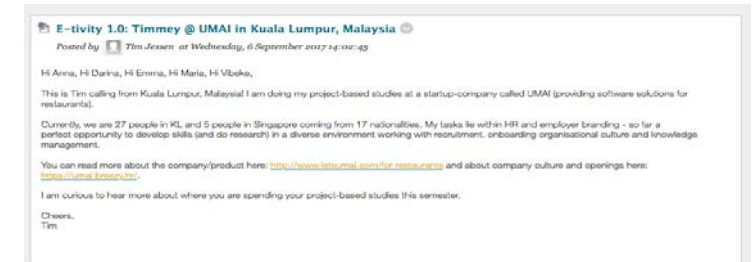 E-tivity 1.0: Timmey @ UMAI in Kuala Lumpur, Malaysia
Posted by Tim Jessen at Wednesday, 6 September 2017 14:02:45
Hi Anna, Hi Darina, Hi Emma, Hi Maria, Hi Vibeke,
This is Tim calling from Kuala Lumpur, Malaysia! I am doing my project-based studies at a startup-company called UMAI (providing software solutions for
restaurants).
Currently, we are 27 people in KL and 5 people in Singapore coming from 17 nationalities. My tasks lie within HR and employer branding - so far a
perfect opportunity to develop skills (and do research) in a diverse environment working with recruitment, onboarding organisational culture and knowledge
management.
You can read more about the company/product here: http://www.letsumai.com/for-restaurants and about company culture and openings here:
https://umai.breezy.hr/.
I am curious to hear more about where you are spending your project-based studies this semester.
Cheers,
Tim